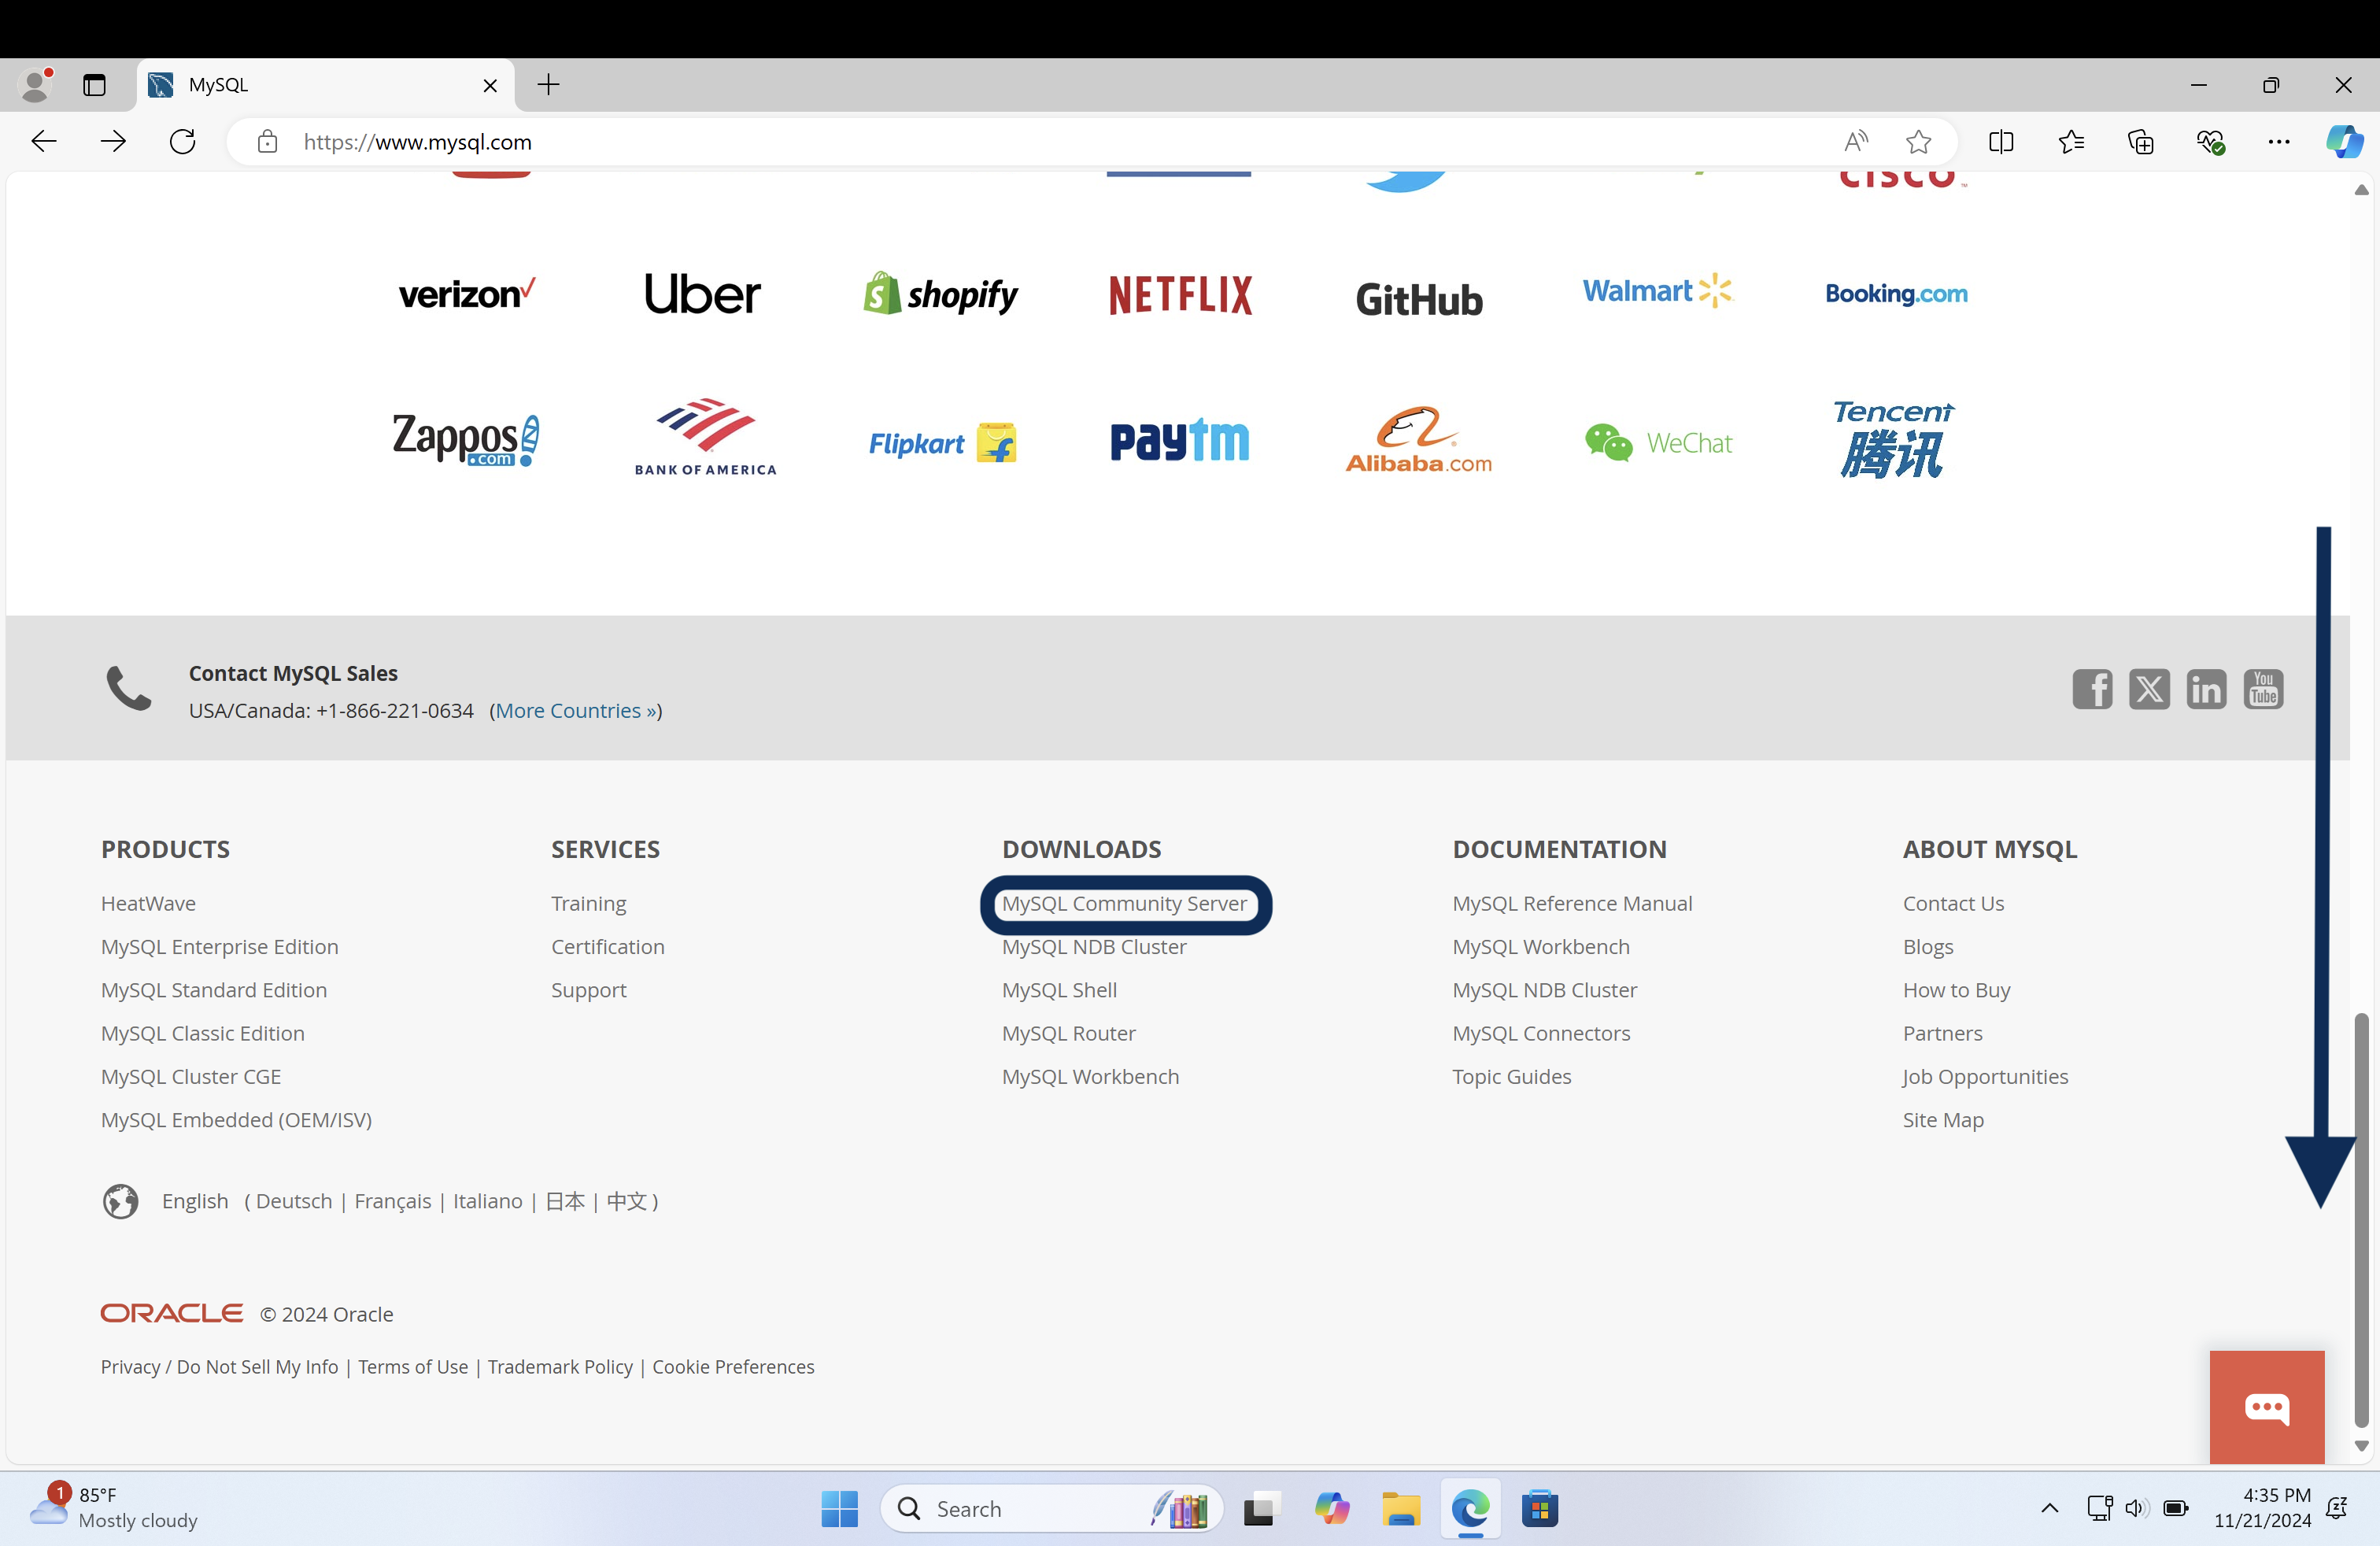 MySQL
https://www.mysql.com
CISCO
verizon Uber shopify NETFLIX GitHub Walmart Booking.com
Zappos .com BANK OF AMERICA Flipkart paytm Alibaba.com WeChat Tencent 腾讯
Contact MySQL Sales
USA/Canada: +1-866-221-0634 (More Countries »)
You Tube
PRODUCTS
HeatWave
MySQL Enterprise Edition
MySQL Standard Edition
MySQL Classic Edition
MySQL Cluster CGE
MySQL Embedded (OEM/ISV)
SERVICES
Training
Certification
Support
DOWNLOADS
MySQL Community Server
MySQL NDB Cluster
MySQL Shell
MySQL Router
MySQL Workbench
DOCUMENTATION
MySQL Reference Manual
MySQL Workbench
MySQL NDB Cluster
MySQL Connectors
Topic Guides
ABOUT MYSQL
Contact Us
Blogs
How to Buy
Partners
Job Opportunities
Site Map
English ( Deutsch | Français | Italiano | 日本 | 中文 )
ORACLE © 2024 Oracle
Privacy / Do Not Sell My Info | Terms of Use | Trademark Policy | Cookie Preferences
1
85°F
Mostly cloudy
Search
4:35 PM
11/21/2024